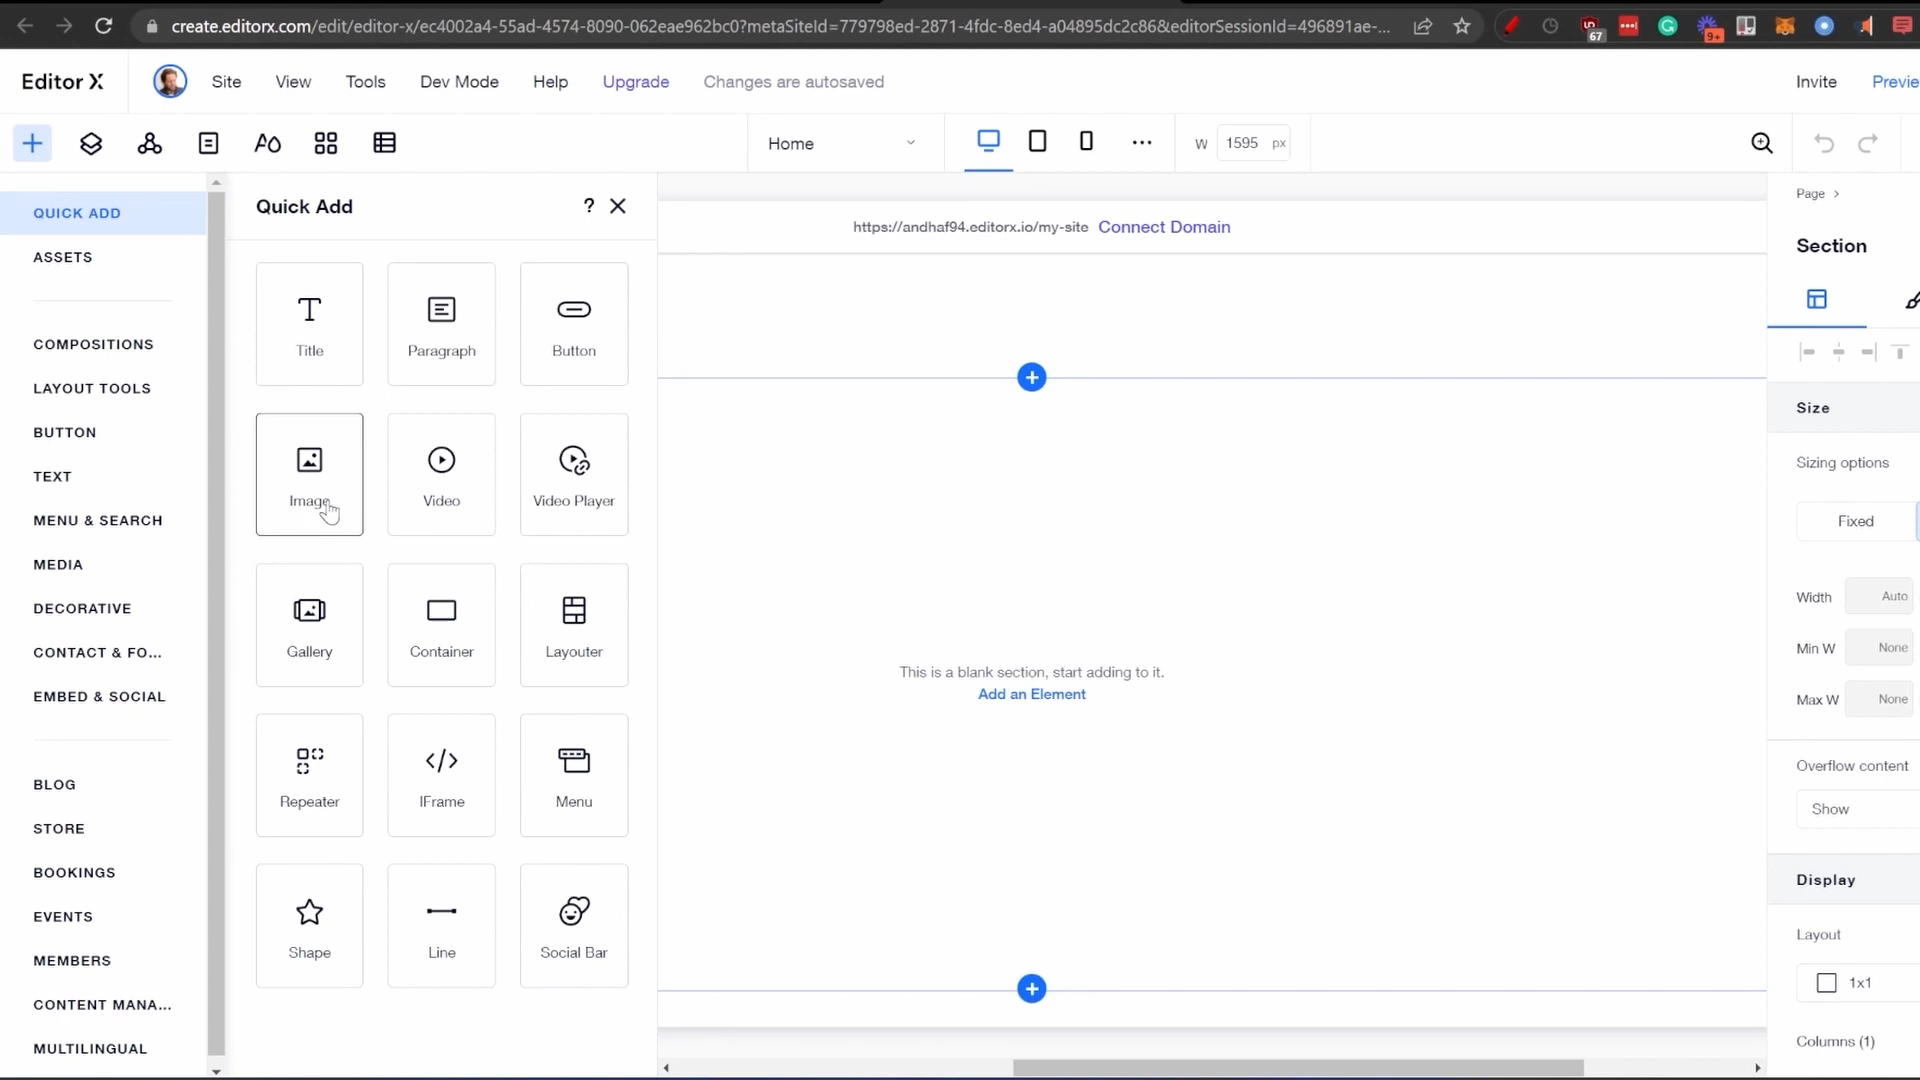 create.editorx.com/edit/editor-x/ec4002a4-55ad-4574-8090-062eae962bc0?metaSiteId=779798ed-2871-4fdc-8ed4-a04895dc2c86&editorSessionId=496891ae-...
67
9+
Editor X
Site
View
Tools
Dev Mode
Help
Upgrade
Changes are autosaved
Invite
Previe
Home
W
1595 px
QUICK ADD
ASSETS
COMPOSITIONS
LAYOUT TOOLS
BUTTON
TEXT
MENU & SEARCH
MEDIA
DECORATIVE
CONTACT & FO...
EMBED & SOCIAL
BLOG
STORE
BOOKINGS
EVENTS
MEMBERS
CONTENT MANA...
MULTILINGUAL
Quick Add
?
Title
Paragraph
Button
Image
Video
Video Player
Gallery
Container
Layouter
Repeater
IFrame
Menu
Shape
Line
Social Bar
https://andhaf94.editorx.io/my-site Connect Domain
This is a blank section, start adding to it.
Add an Element
Page >
Section
Size
Sizing options
Fixed
Width Auto
Min W None
Max W None
Overflow content
Show
Display
Layout
1x1
Columns (1)